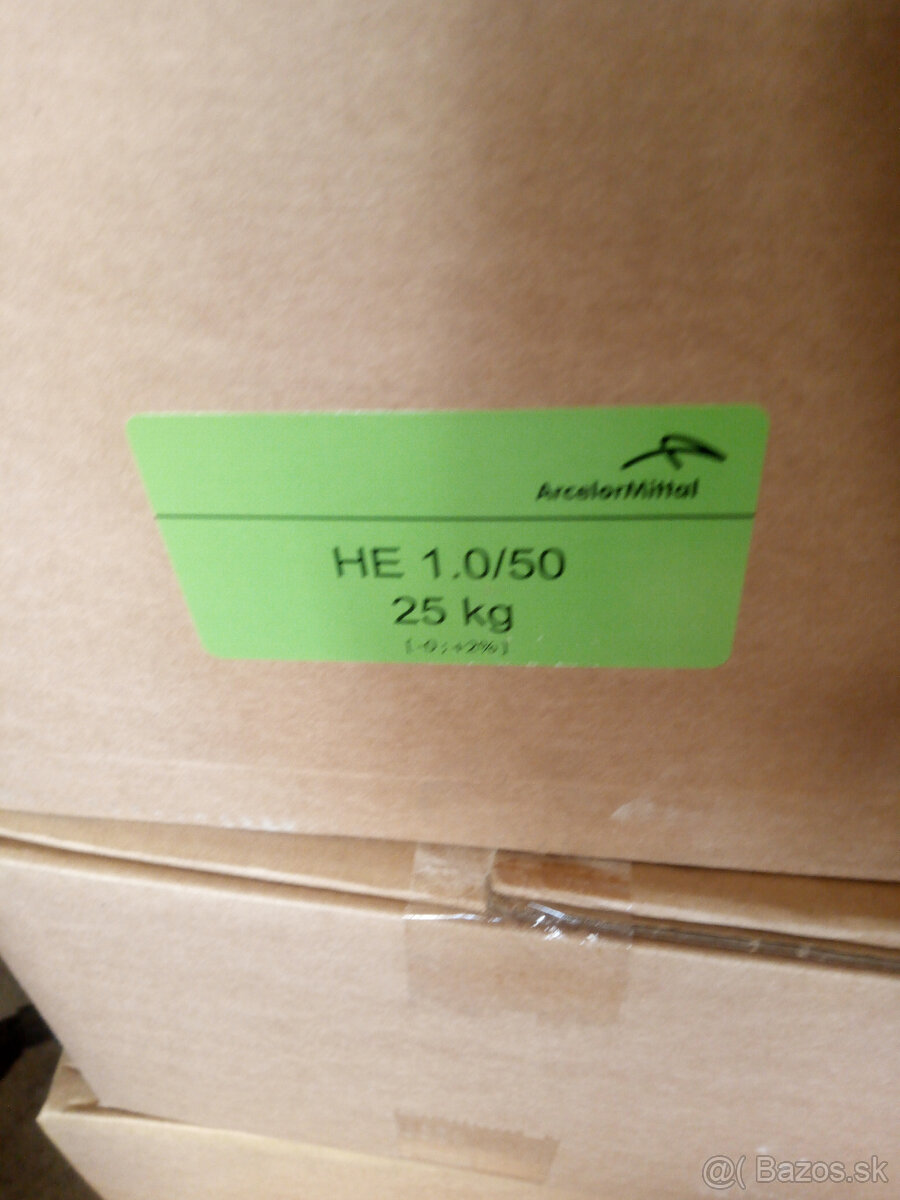 ArcelorMittal
HE 1.0/50
25 kg
[-0 ; +2%]
@( Bazos.sk